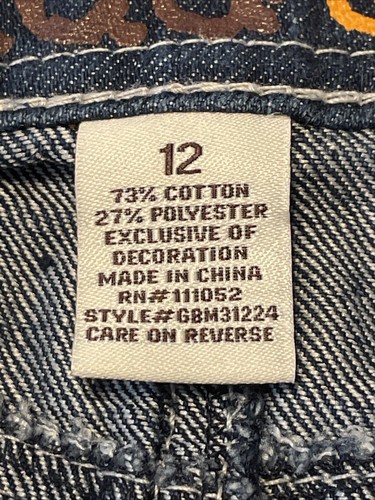 12
73% COTTON
27% POLYESTER
EXCLUSIVE OF
DECORATION
MADE IN CHINA
RN# 111052
STYLE# GBM31224
CARE ON REVERSE